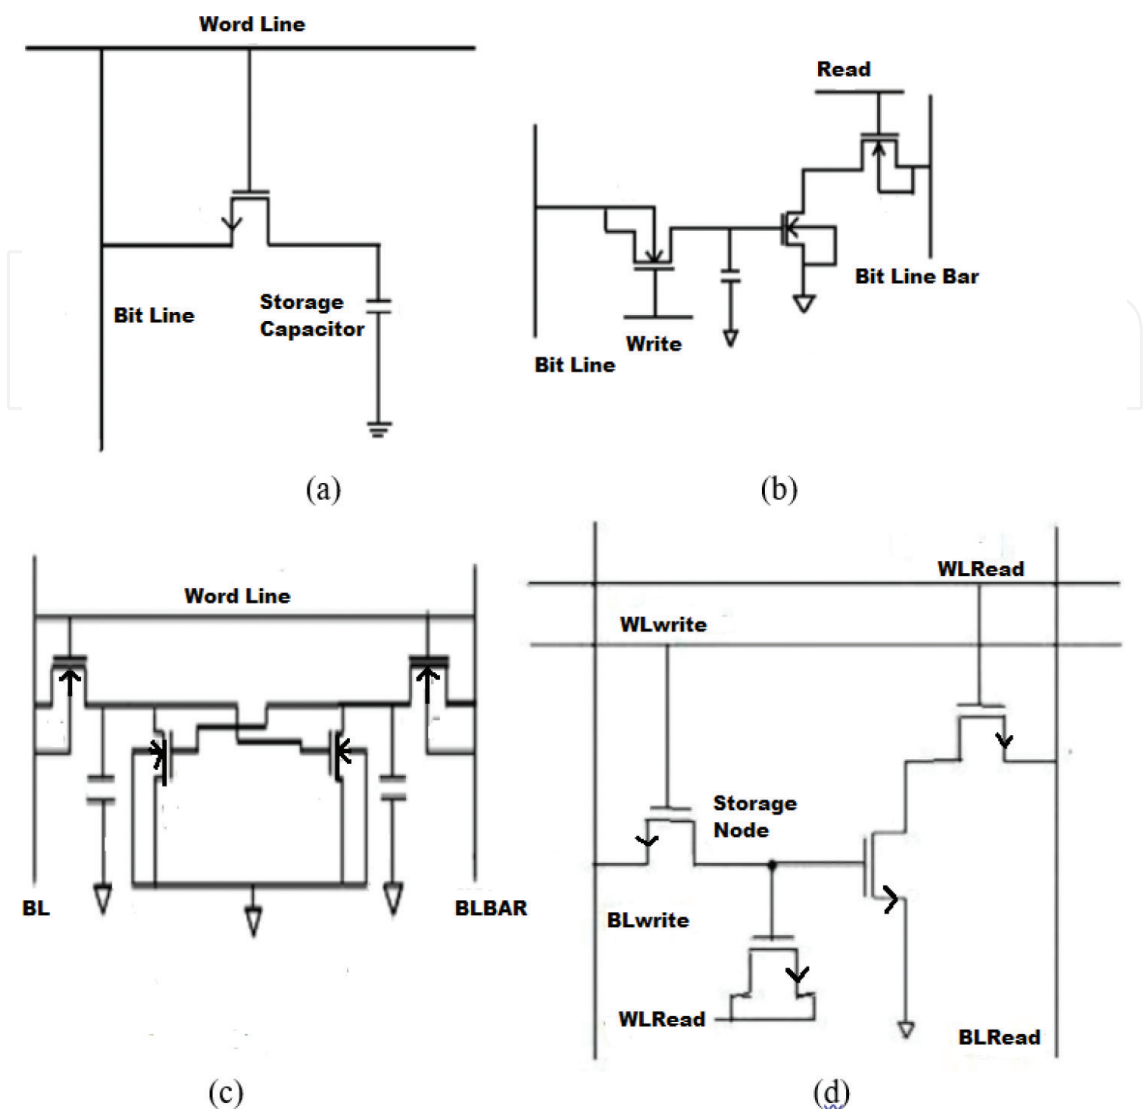 Word Line
Bit Line
Storage
Capacitor
(a)
Read
Bit Line Bar
Write
Bit Line
(b)
Word Line
BL
BLBAR
(c)
WLRead
WLwrite
Storage
Node
BLwrite
WLRead
BLRead
(d)